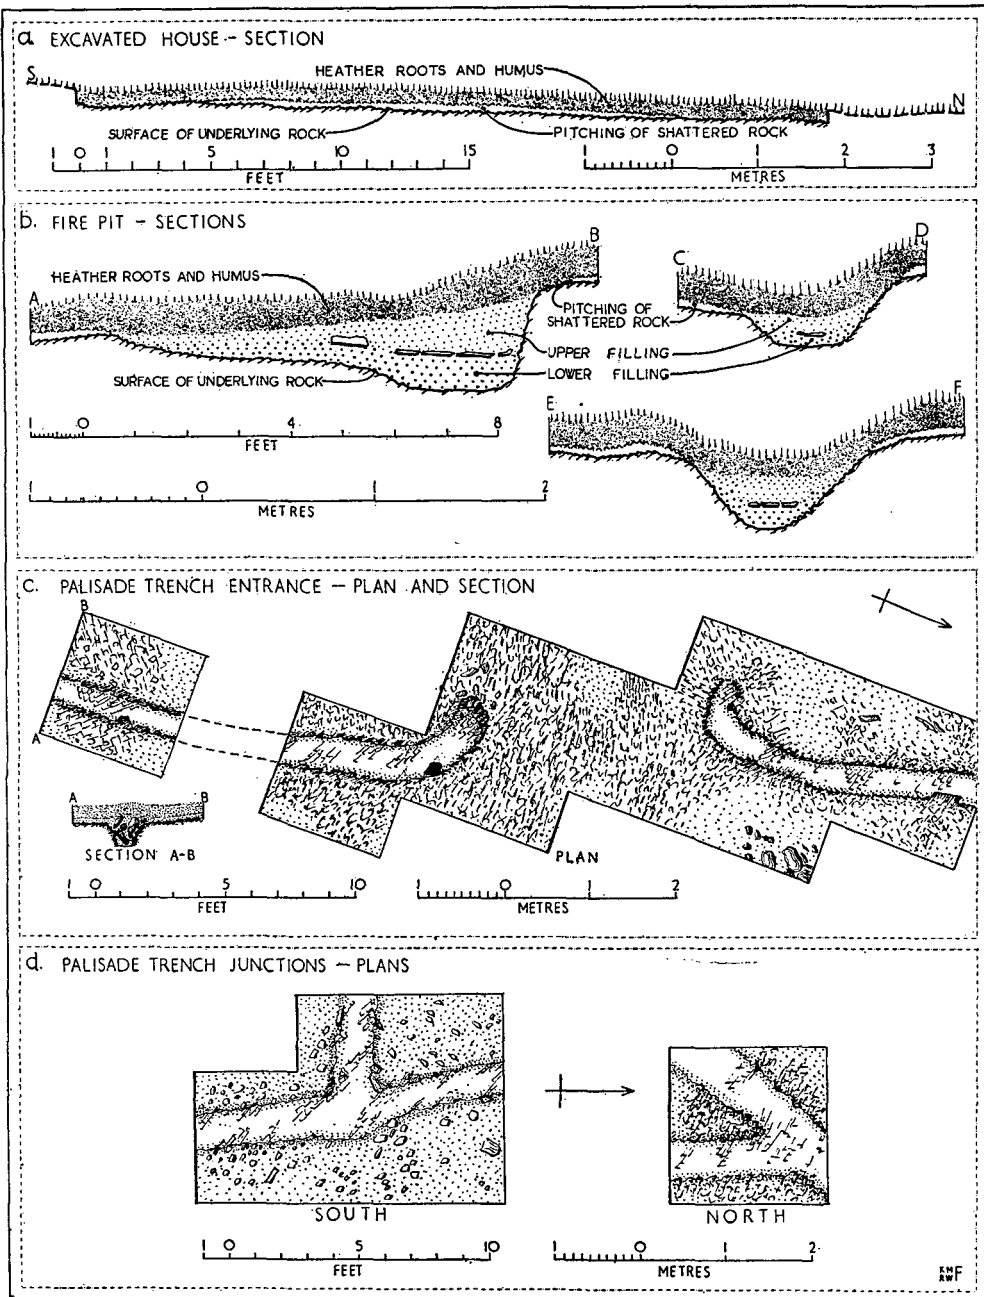 a. EXCAVATED HOUSE - SECTION
S
HEATHER ROOTS AND HUMUS
N
SURFACE OF UNDERLYING ROCK
PITCHING OF SHATTERED ROCK
1 0 1 5 10 15
FEET
1 0 1 2 3
METRES
b. FIRE PIT - SECTIONS
B
D
C
HEATHER ROOTS AND HUMUS
A
PITCHING OF
SHATTERED ROCK
UPPER FILLING
LOWER FILLING
SURFACE OF UNDERLYING ROCK
E
F
1 0 4 8
FEET
1 0 1 2
METRES
c. PALISADE TRENCH ENTRANCE - PLAN AND SECTION
B
A
A B
SECTION A-B
PLAN
1 0 5 10
FEET
1 0 1 2
METRES
d. PALISADE TRENCH JUNCTIONS - PLANS
SOUTH
NORTH
1 0 5 10
FEET
1 0 1 2
METRES
KM
RW F